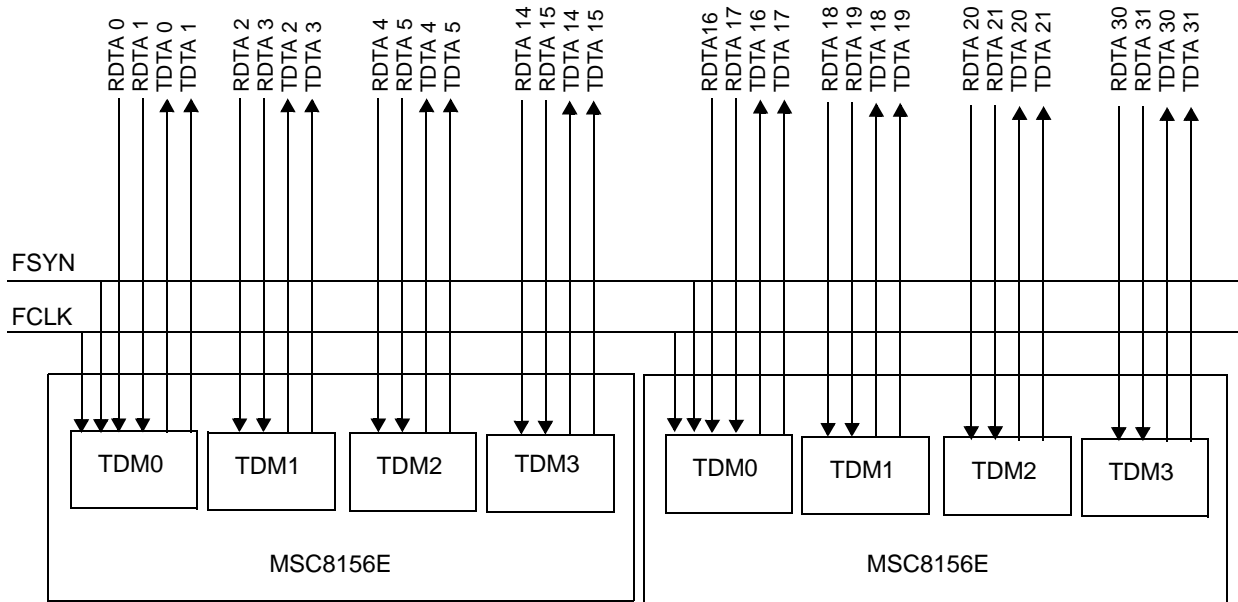 RDTA 0
RDTA 1
TDTA 0
TDTA 1
RDTA 2
RDTA 3
TDTA 2
TDTA 3
RDTA 4
RDTA 5
TDTA 4
TDTA 5
RDTA 14
RDTA 15
TDTA 14
TDTA 15
RDTA16
RDTA 17
TDTA 16
TDTA 17
RDTA 18
RDTA 19
TDTA 18
TDTA 19
RDTA 20
RDTA 21
TDTA 20
TDTA 21
RDTA 30
RDTA 31
TDTA 30
TDTA 31
FSYN
FCLK
TDM0
TDM1
TDM2
TDM3
TDM0
TDM1
TDM2
TDM3
MSC8156E
MSC8156E